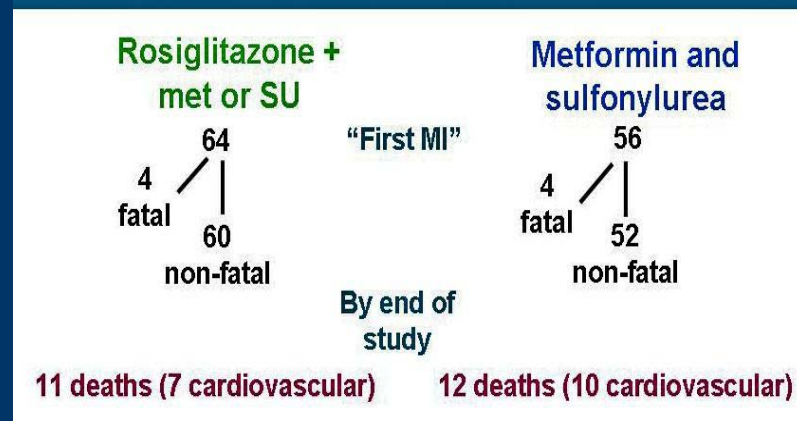 Rosiglitazone +
met or SU
64
4
fatal
60
non-fatal
“First MI”
Metformin and
sulfonylurea
56
4
fatal
52
non-fatal
By end of
study
11 deaths (7 cardiovascular)
12 deaths (10 cardiovascular)